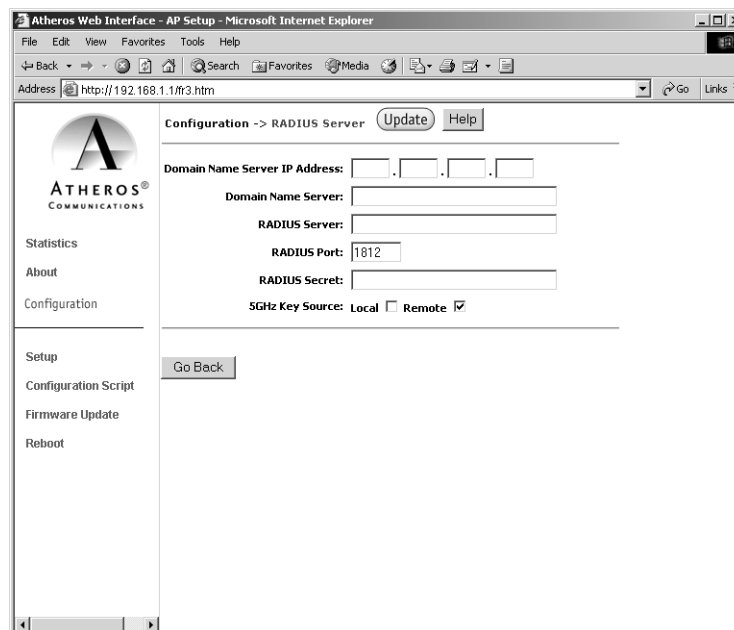 Atheros Web Interface - AP Setup - Microsoft Internet Explorer
File Edit View Favorites Tools Help
Back Search Favorites Media
Address http://192.168.1.1/fr3.htm Go Links
ATHEROS®
COMMUNICATIONS
Statistics
About
Configuration
Setup
Configuration Script
Firmware Update
Reboot
Configuration -> RADIUS Server Update Help
Domain Name Server IP Address: . . .
Domain Name Server:
RADIUS Server:
RADIUS Port: 1812
RADIUS Secret:
5GHz Key Source: Local Remote
Go Back